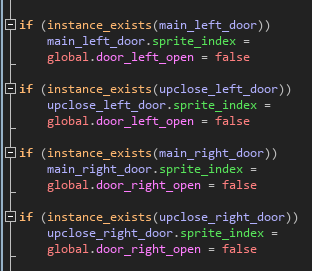 if (instance_exists(main_left_door))
main_left_door.sprite_index =
global.door_left_open = false
if (instance_exists(upclose_left_door))
upclose_left_door.sprite_index =
global.door_left_open = false
if (instance_exists(main_right_door))
main_right_door.sprite_index =
global.door_right_open = false
if (instance_exists(upclose_right_door))
upclose_right_door.sprite_index =
global.door_right_open = false